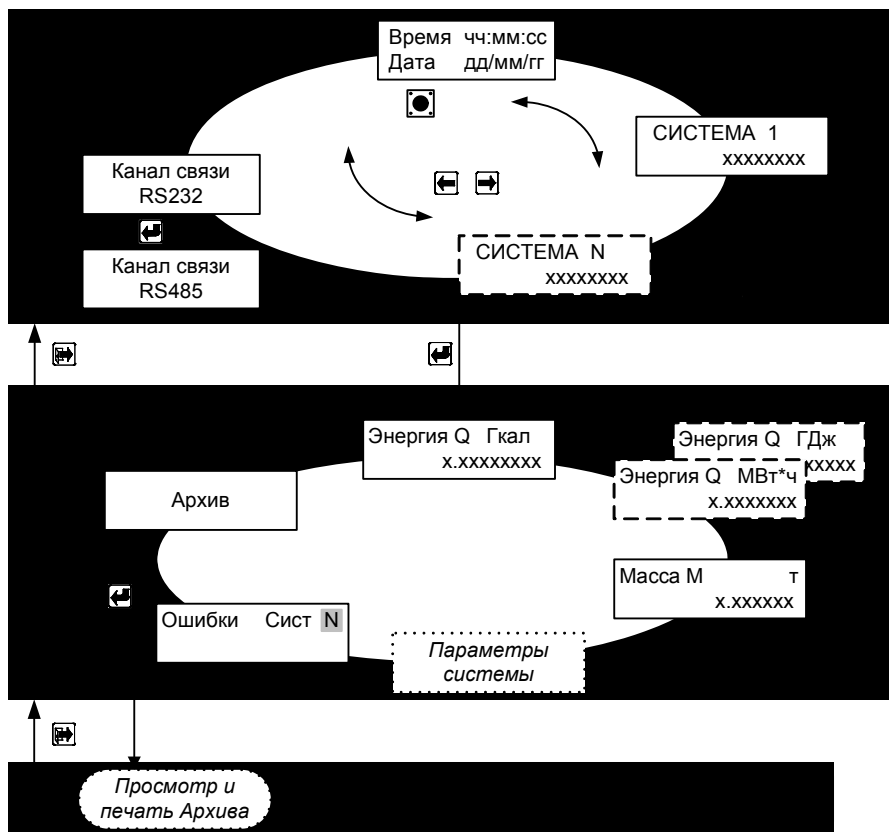 Время чч:мм:сс
Дата дд/мм/гг
СИСТЕМА 1
xxxxxxxx
Канал связи
RS232
СИСТЕМА N
xxxxxxxx
Канал связи
RS485
Энергия Q Гкал
x.xxxxxxxx
Энергия Q ГДж
xxxxx
Энергия Q МВт*ч
x.xxxxxxx
Архив
Масса М т
x.xxxxxx
Ошибки Сист N
Параметры
системы
Просмотр и
печать Архива